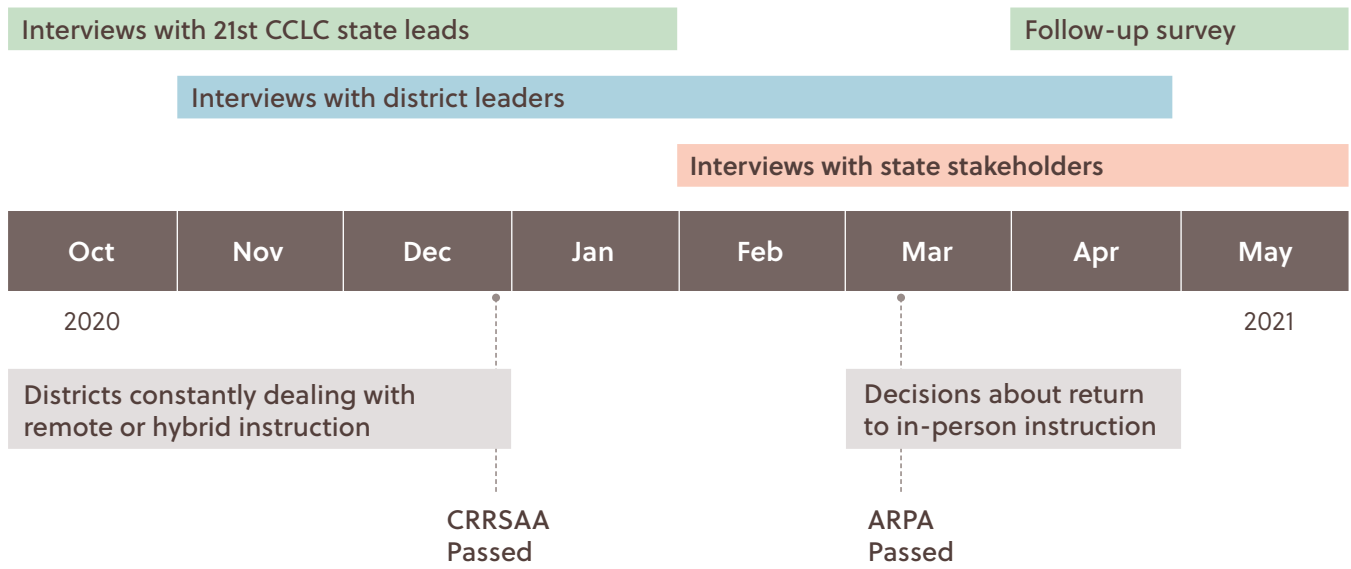 Interviews with 21st CCLC state leads
Follow-up survey
Interviews with district leaders
Interviews with state stakeholders
Oct
Nov
Dec
Jan
Feb
Mar
Apr
May
2020
2021
Districts constantly dealing with
remote or hybrid instruction
Decisions about return
to in-person instruction
CRRSAA
Passed
ARPA
Passed